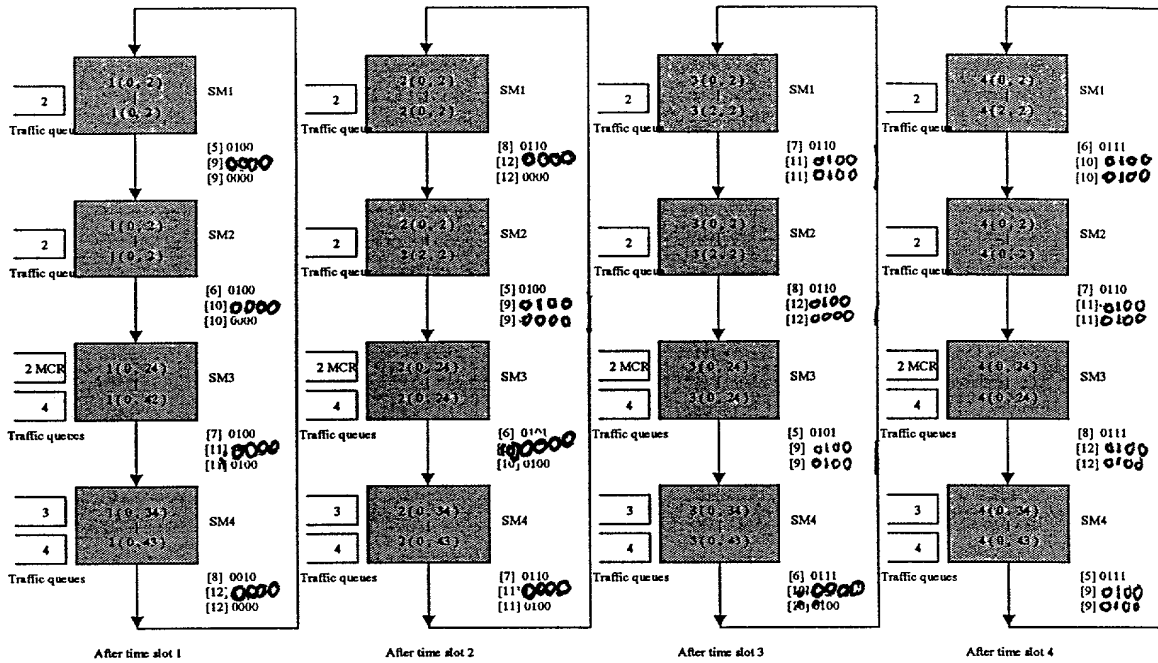 1(0,2)
1(0,2)
SM1
2
Traffic queue
[5] 0100
[9] 0000
[9] 0000
1(0,2)
1(0,2)
SM2
2
Traffic queue
[6] 0100
[10] 0000
[10] 0000
1(0,24)
1(0,42)
SM3
2 MCR
4
Traffic queues
[7] 0100
[11] 0000
[11] 0100
1(0,34)
1(0,43)
SM4
3
4
Traffic queues
[8] 0010
[12] 0000
[12] 0000
After time slot 1
2(0,2)
2(0,2)
SM1
2
Traffic queue
[8] 0110
[12] 0000
[12] 0000
2(0,2)
2(2,2)
SM2
2
Traffic queue
[5] 0100
[9] 0100
[9] 0000
2(0,24)
2(0,24)
SM3
2 MCR
4
Traffic queues
[6] 0101
0000
[10] 0100
2(0,34)
2(0,43)
SM4
3
4
Traffic queues
[7] 0110
[11] 0000
[11] 0100
After time slot 2
3(0,2)
3(2,2)
SM1
2
Traffic queue
[7] 0110
[11] 0100
[11] 0100
3(0,2)
3(2,2)
SM2
2
Traffic queue
[8] 0110
[12] 0100
[12] 0000
3(0,24)
3(0,24)
SM3
2 MCR
4
Traffic queues
[5] 0101
[9] 0100
[9] 0100
3(0,34)
3(0,43)
SM4
3
4
Traffic queues
[6] 0111
0000
0100
After time slot 3
4(0,2)
4(2,2)
SM1
2
Traffic queue
[6] 0111
[10] 0100
[10] 0100
4(0,2)
4(2,2)
SM2
2
Traffic queue
[7] 0110
[11] 0100
[11] 0100
4(0,24)
4(0,24)
SM3
2 MCR
4
Traffic queues
[8] 0111
[12] 0100
[12] 0100
4(0,34)
4(0,43)
SM4
3
4
Traffic queues
[5] 0111
[9] 0100
[9] 0100
After time slot 4